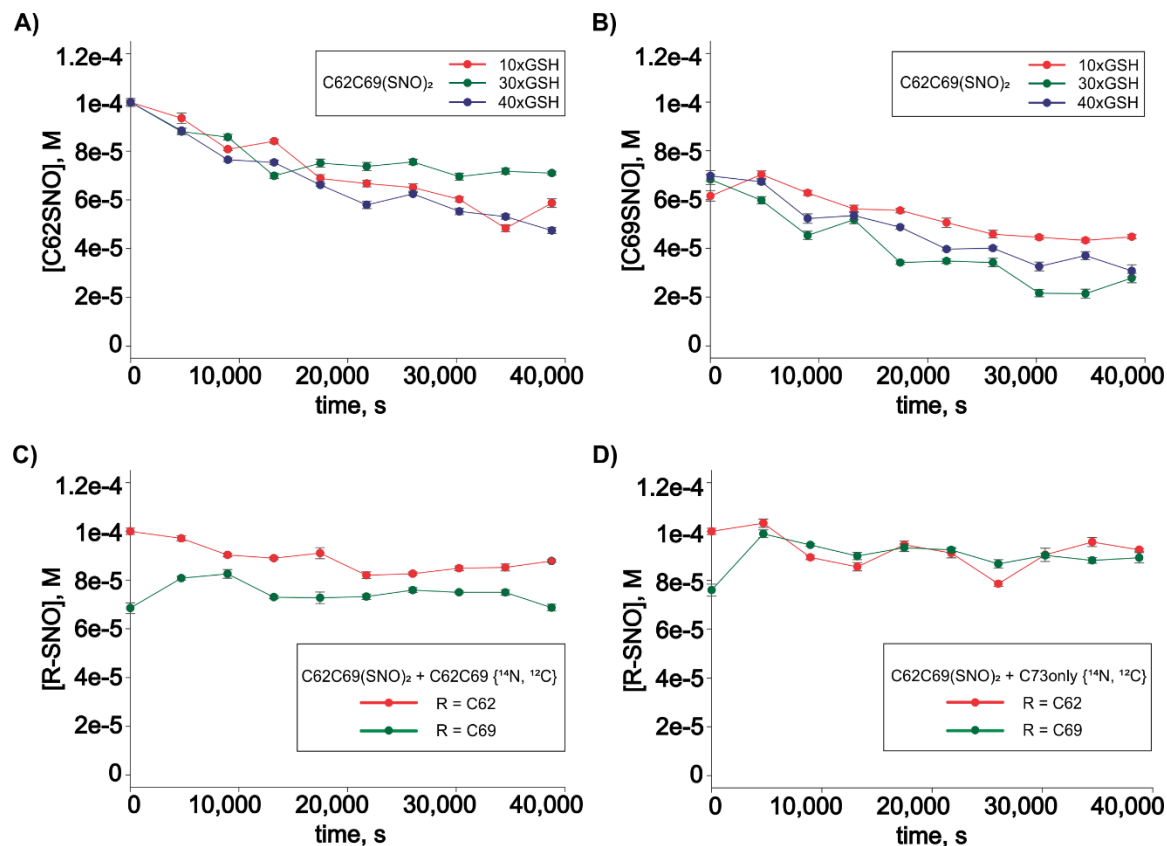 A)
1.2e-4
1e-4
8e-5
6e-5
4e-5
2e-5
0
[C62SNO], M
C62C69(SNO)₂
10xGSH
30xGSH
40xGSH
0
10,000
20,000
30,000
40,000
time, s
B)
1.2e-4
1e-4
8e-5
6e-5
4e-5
2e-5
0
[C69SNO], M
C62C69(SNO)₂
10xGSH
30xGSH
40xGSH
0
10,000
20,000
30,000
40,000
time, s
C)
1.2e-4
1e-4
8e-5
6e-5
4e-5
2e-5
0
[R-SNO], M
C62C69(SNO)₂ + C62C69 {¹⁴N, ¹²C}
R = C62
R = C69
0
10,000
20,000
30,000
40,000
time, s
D)
1.2e-4
1e-4
8e-5
6e-5
4e-5
2e-5
0
[R-SNO], M
C62C69(SNO)₂ + C73only {¹⁴N, ¹²C}
R = C62
R = C69
0
10,000
20,000
30,000
40,000
time, s